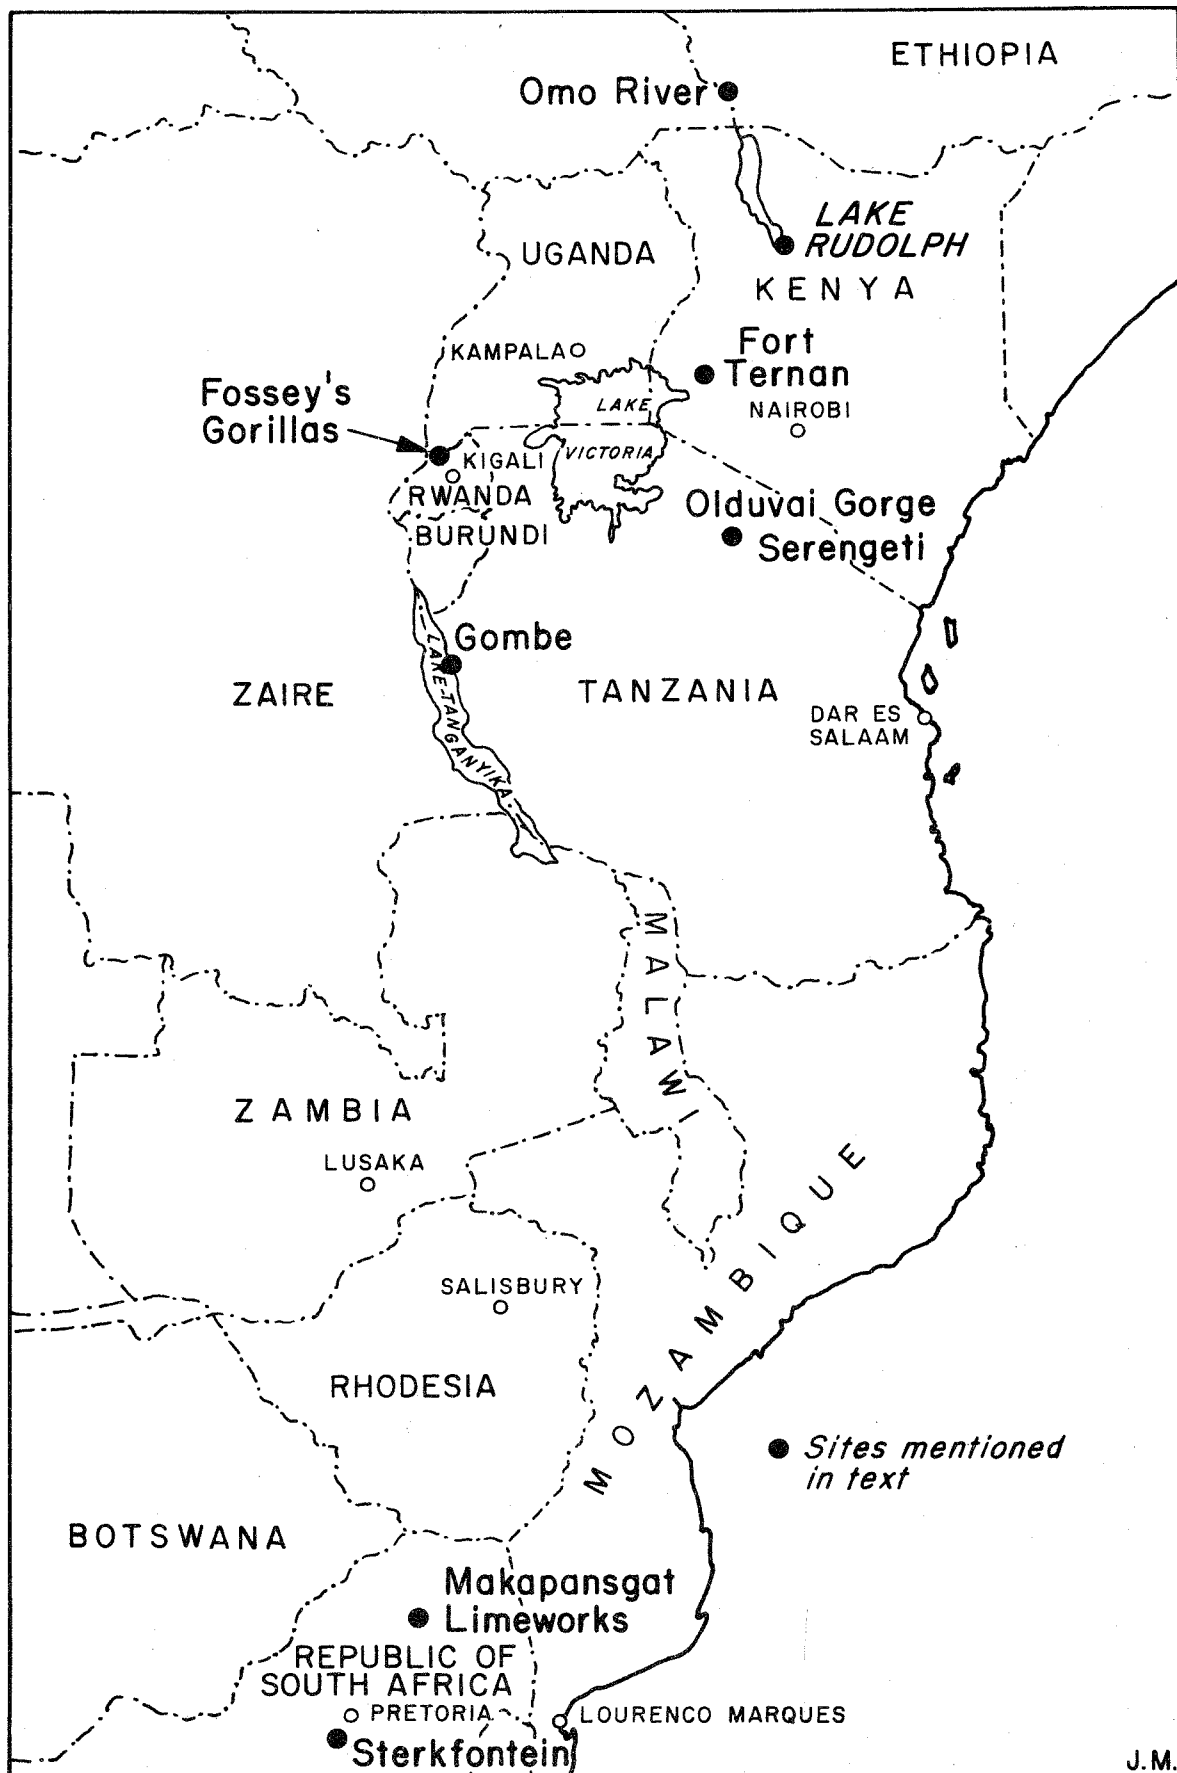 ETHIOPIA
Omo River
LAKE
RUDOLPH
UGANDA
KENYA
KAMPALA
Fort
Ternan
Fossey's
Gorillas
LAKE
NAIROBI
VICTORIA
KIGALI
RWANDA
Olduvai Gorge
BURUNDI
Serengeti
Gombe
LAKE-TANGANYIKA
ZAIRE
TANZANIA
DAR ES
SALAAM
MALAWI
ZAMBIA
LUSAKA
MOZAMBIQUE
SALISBURY
RHODESIA
Sites mentioned
in text
BOTSWANA
Makapansgat
Limeworks
REPUBLIC OF
SOUTH AFRICA
PRETORIA
LOURENCO MARQUES
Sterkfontein
J.M.